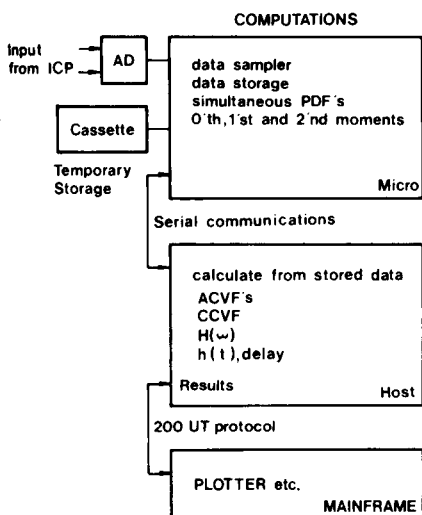 COMPUTATIONS
Input
from ICP
AD
data sampler
data storage
simultaneous PDF's
0'th, 1'st and 2'nd moments
Cassette
Temporary
Storage
Micro
Serial communications
calculate from stored data
ACVF's
CCVF
H(ω)
h(t), delay
Results
Host
200 UT protocol
PLOTTER etc.
MAINFRAME